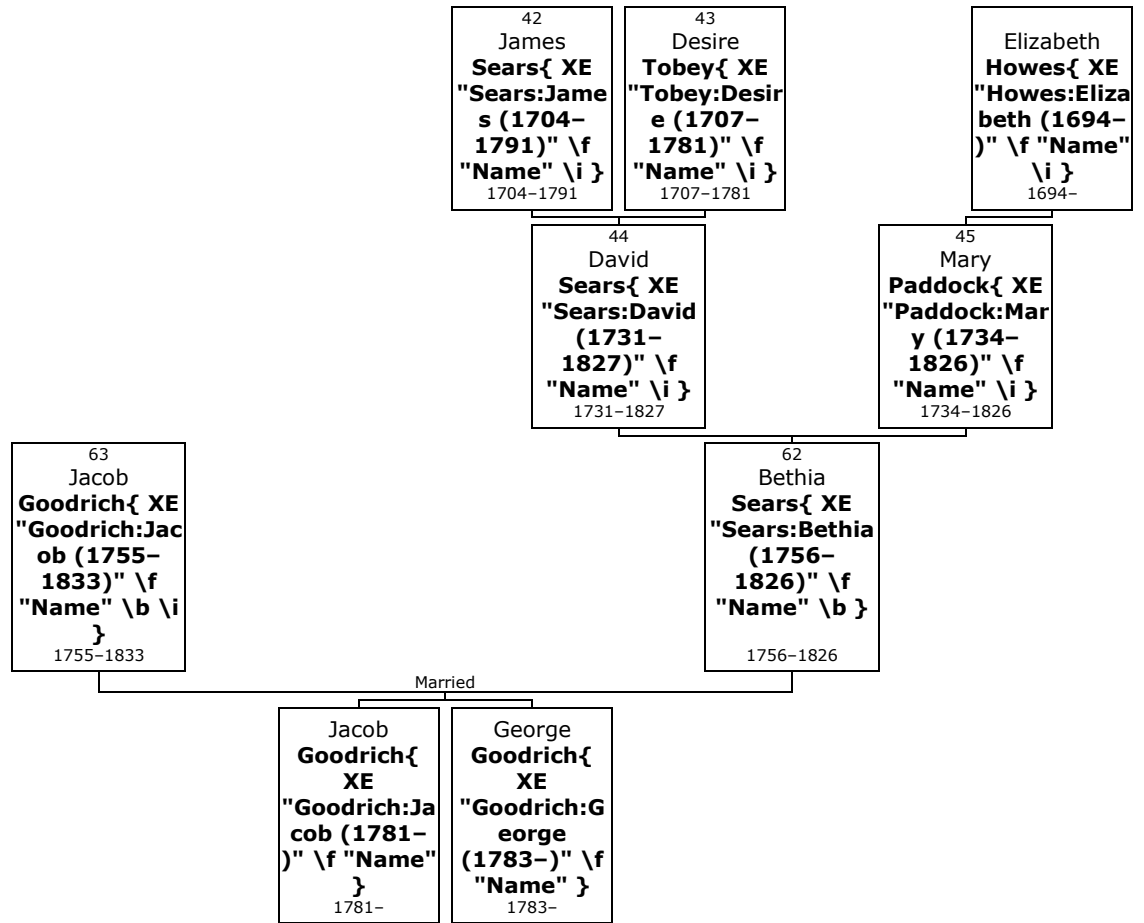 42
James
Sears{ XE
"Sears:Jame
s (1704–
1791)" \f
"Name" \i }
1704–1791
43
Desire
Tobey{ XE
"Tobey:Desir
e (1707–
1781)" \f
"Name" \i }
1707–1781
Elizabeth
Howes{ XE
"Howes:Eliza
beth (1694–
)" \f "Name"
\i }
1694–
44
David
Sears{ XE
"Sears:David
(1731–
1827)" \f
"Name" \i }
1731–1827
45
Mary
Paddock{ XE
"Paddock:Mar
y (1734–
1826)" \f
"Name" \i }
1734–1826
63
Jacob
Goodrich{ XE
"Goodrich:Jac
ob (1755–
1833)" \f
"Name" \b \i
}
1755–1833
62
Bethia
Sears{ XE
"Sears:Bethia
(1756–
1826)" \f
"Name" \b }
1756–1826
Married
Jacob
Goodrich{
XE
"Goodrich:Ja
cob (1781–
)" \f "Name"
}
1781–
George
Goodrich{
XE
"Goodrich:G
eorge
(1783–)" \f
"Name" }
1783–